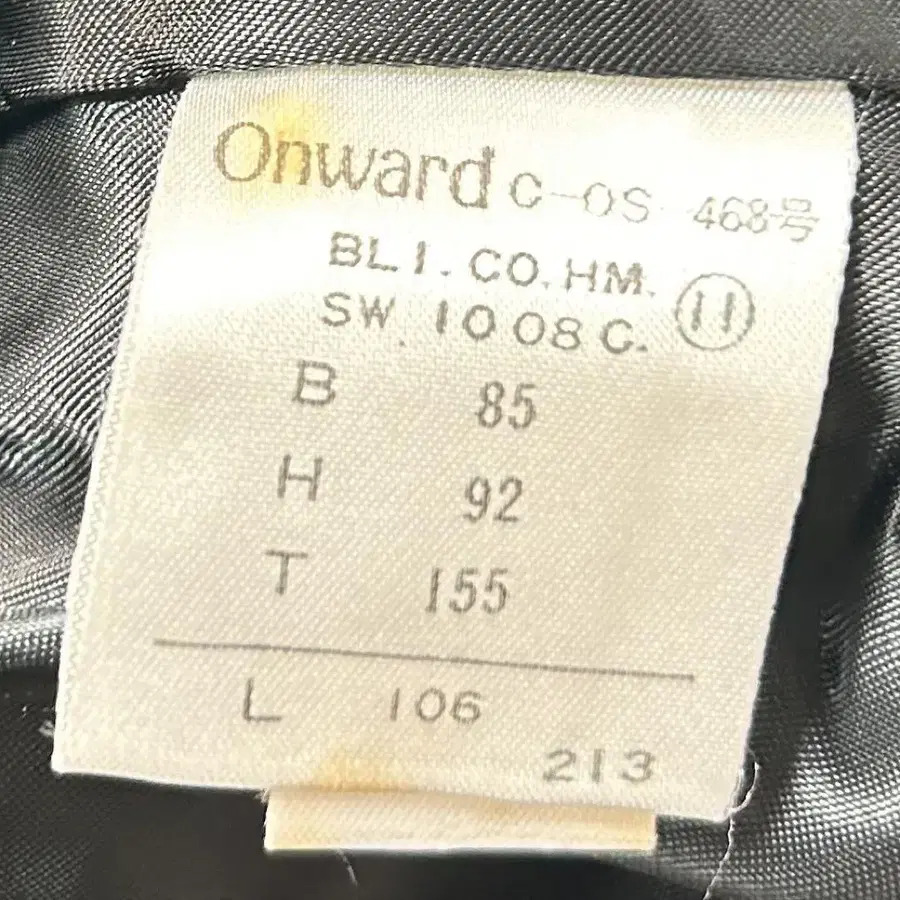 Onward C-OS 468号
BL1.CO.HM.
SW.1008C. ⑪
B 85
H 92
T 155
L 106
213